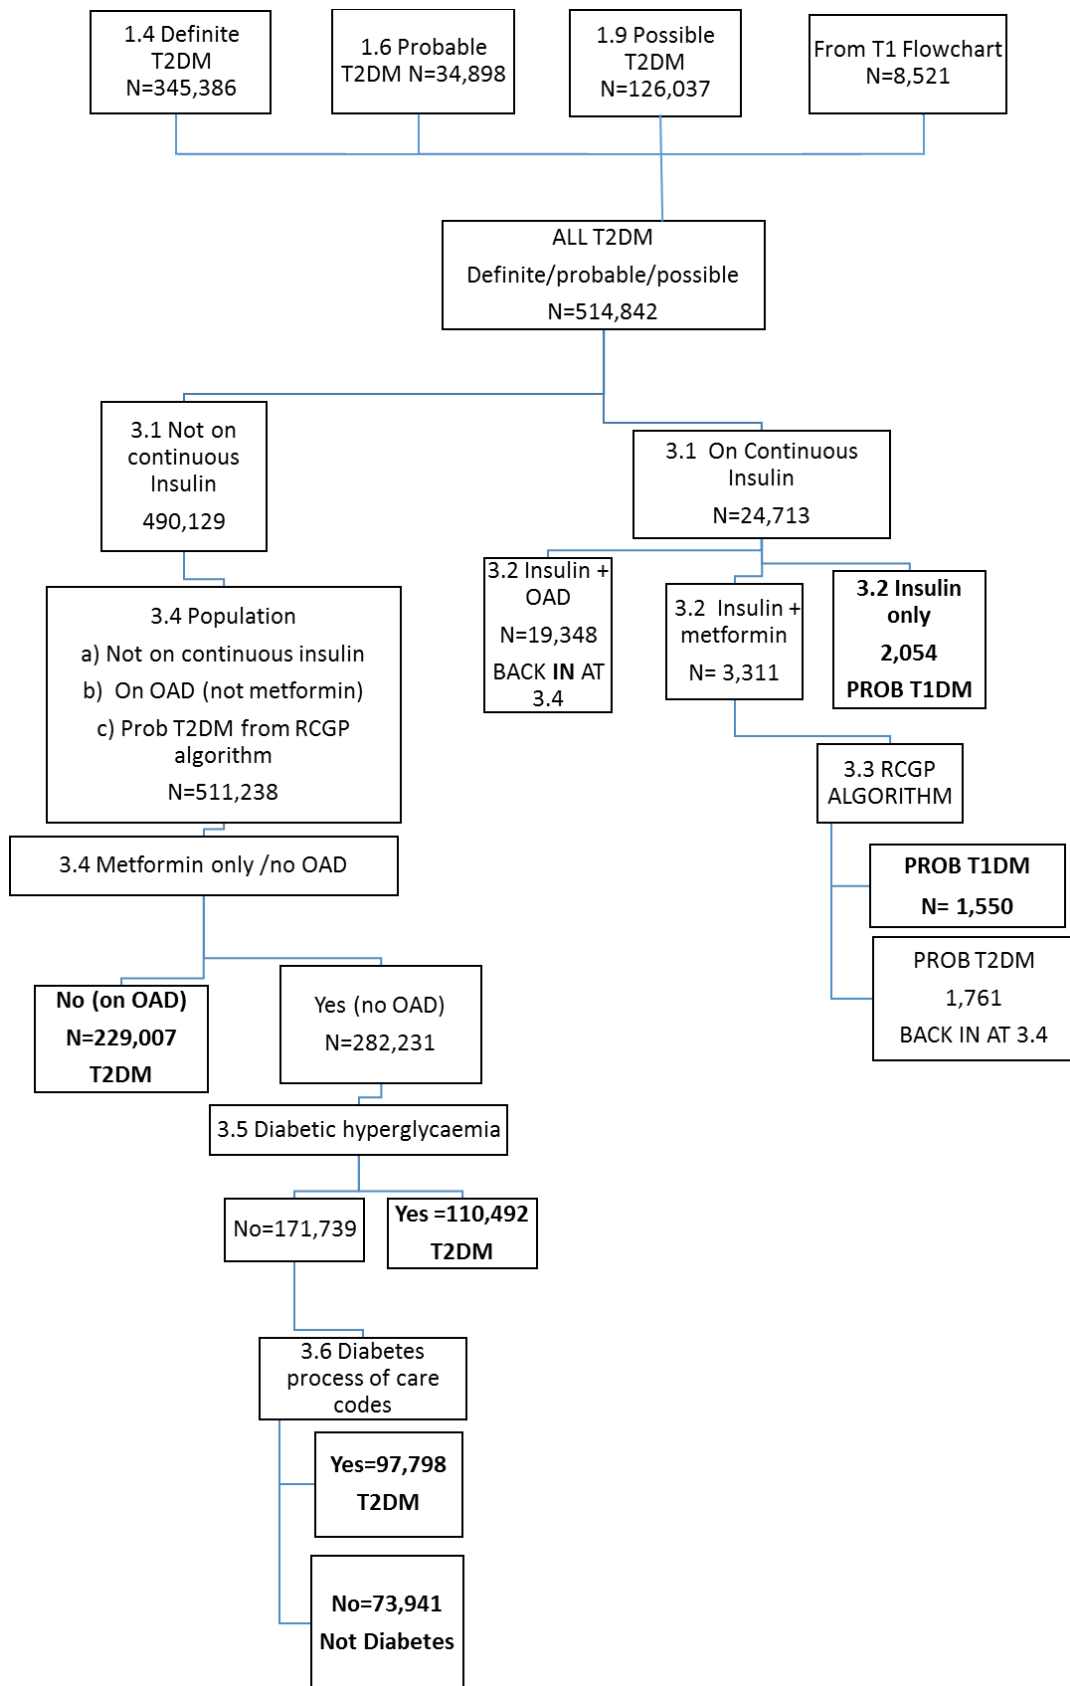 1.4 Definite
T2DM
N=345,386
1.6 Probable
T2DM N=34,898
1.9 Possible
T2DM
N=126,037
From T1 Flowchart
N=8,521
ALL T2DM
Definite/probable/possible
N=514,842
3.1 Not on
continuous
Insulin
490,129
3.1 On Continuous
Insulin
N=24,713
3.2 Insulin +
OAD
N=19,348
BACK IN AT
3.4
3.2 Insulin +
metformin
N= 3,311
3.2 Insulin
only
2,054
PROB T1DM
3.4 Population
a) Not on continuous insulin
b) On OAD (not metformin)
c) Prob T2DM from RCGP
algorithm
N=511,238
3.3 RCGP
ALGORITHM
3.4 Metformin only /no OAD
PROB T1DM
N= 1,550
PROB T2DM
1,761
BACK IN AT 3.4
No (on OAD)
N=229,007
T2DM
Yes (no OAD)
N=282,231
3.5 Diabetic hyperglycaemia
No=171,739
Yes =110,492
T2DM
3.6 Diabetes
process of care
codes
Yes=97,798
T2DM
No=73,941
Not Diabetes